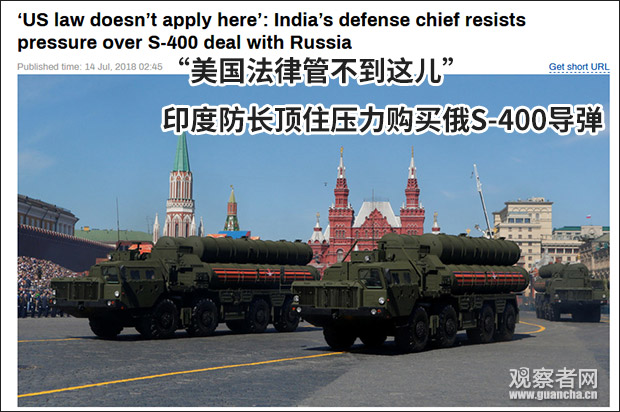 ‘US law doesn’t apply here’: India’s defense chief resists
pressure over S-400 deal with Russia
Published time: 14 Jul, 2018 02:45
Get short URL
“美国法律管不到这儿”
印度防长顶住压力购买俄S-400导弹
观察者网
www.guancha.cn